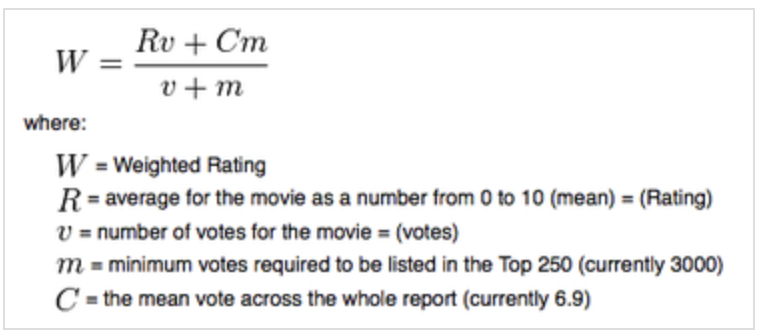 W = Rv + Cm / v + m
where:
W = Weighted Rating
R = average for the movie as a number from 0 to 10 (mean) = (Rating)
v = number of votes for the movie = (votes)
m = minimum votes required to be listed in the Top 250 (currently 3000)
C = the mean vote across the whole report (currently 6.9)